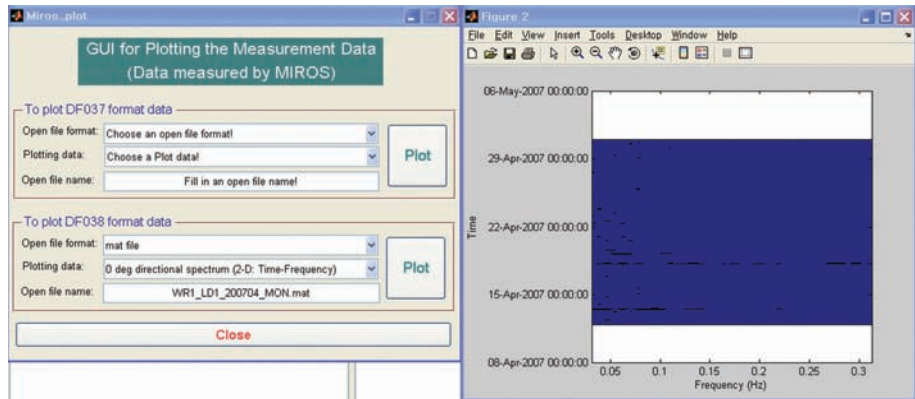 Miros_plot
GUI for Plotting the Measurement Data
(Data measured by MIROS)
To plot DF037 format data
Open file format: Choose an open file format!
Plotting data: Choose a Plot data!
Open file name: Fill in an open file name!
Plot
To plot DF038 format data
Open file format: mat file
Plotting data: 0 deg directional spectrum (2-D: Time-Frequency)
Open file name: WR1_LD1_200704_MON.mat
Plot
Close
Figure 2
File Edit View Insert Tools Desktop Window Help
06-May-2007 00:00:00
29-Apr-2007 00:00:00
22-Apr-2007 00:00:00
15-Apr-2007 00:00:00
08-Apr-2007 00:00:00
Time
0.05 0.1 0.15 0.2 0.25 0.3
Frequency (Hz)